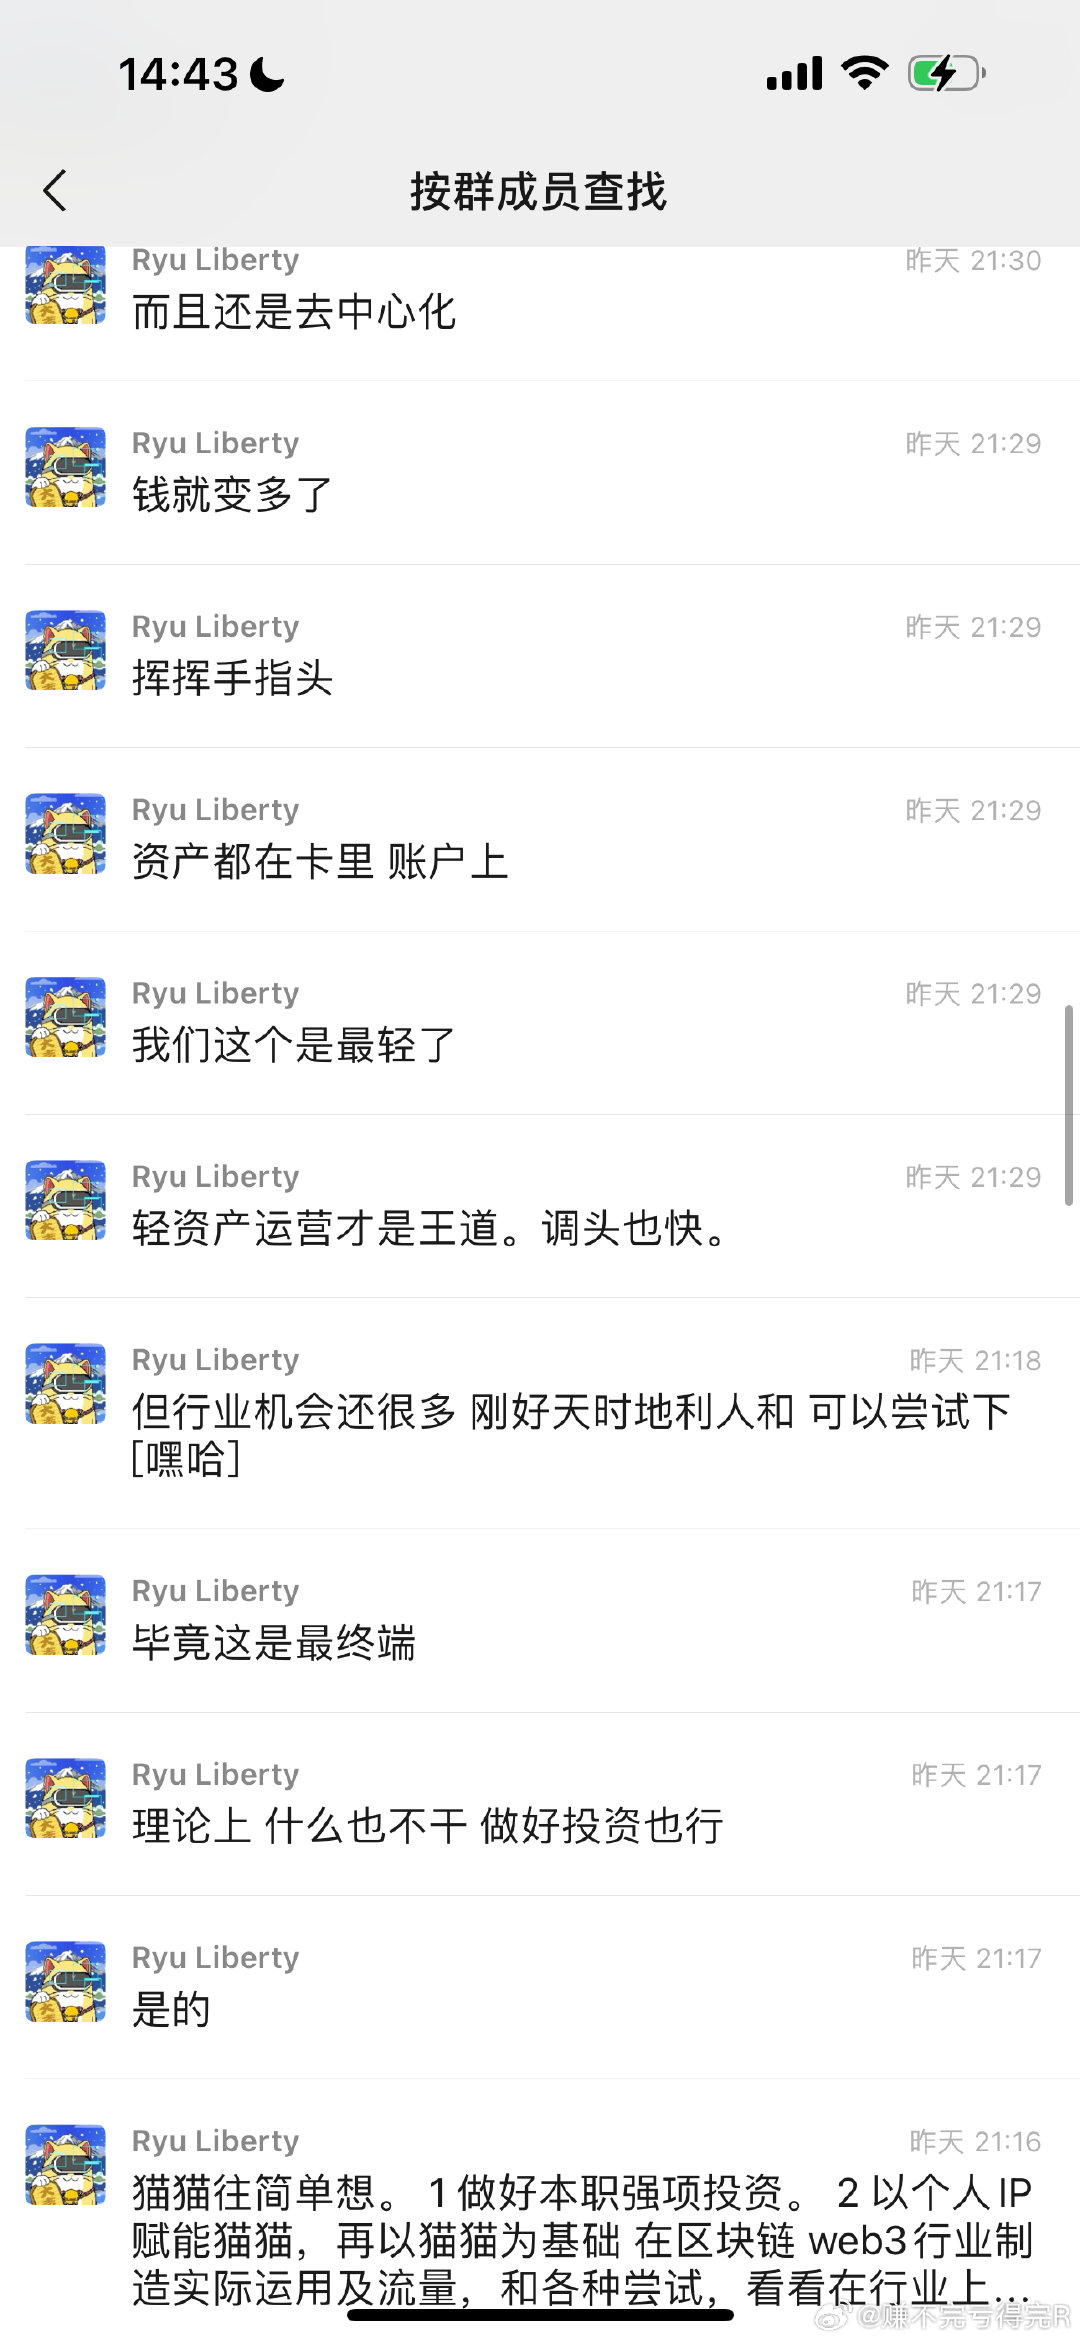 14:43
按群成员查找
Ryu Liberty
昨天 21:30
而且还是去中心化
Ryu Liberty
昨天 21:29
钱就变多了
Ryu Liberty
昨天 21:29
挥挥手指头
Ryu Liberty
昨天 21:29
资产都在卡里 账户上
Ryu Liberty
昨天 21:29
我们这个是最轻了
Ryu Liberty
昨天 21:29
轻资产运营才是王道。调头也快。
Ryu Liberty
昨天 21:18
但行业机会还很多 刚好天时地利人和 可以尝试下
[嘿哈]
Ryu Liberty
昨天 21:17
毕竟这是最终端
Ryu Liberty
昨天 21:17
理论上 什么也不干 做好投资也行
Ryu Liberty
昨天 21:17
是的
Ryu Liberty
昨天 21:16
猫猫往简单想。 1 做好本职强项投资。 2 以个人IP
赋能猫猫，再以猫猫为基础 在区块链 web3行业制
造实际运用及流量，和各种尝试，看看在行业上...
@赚不完亏得完R